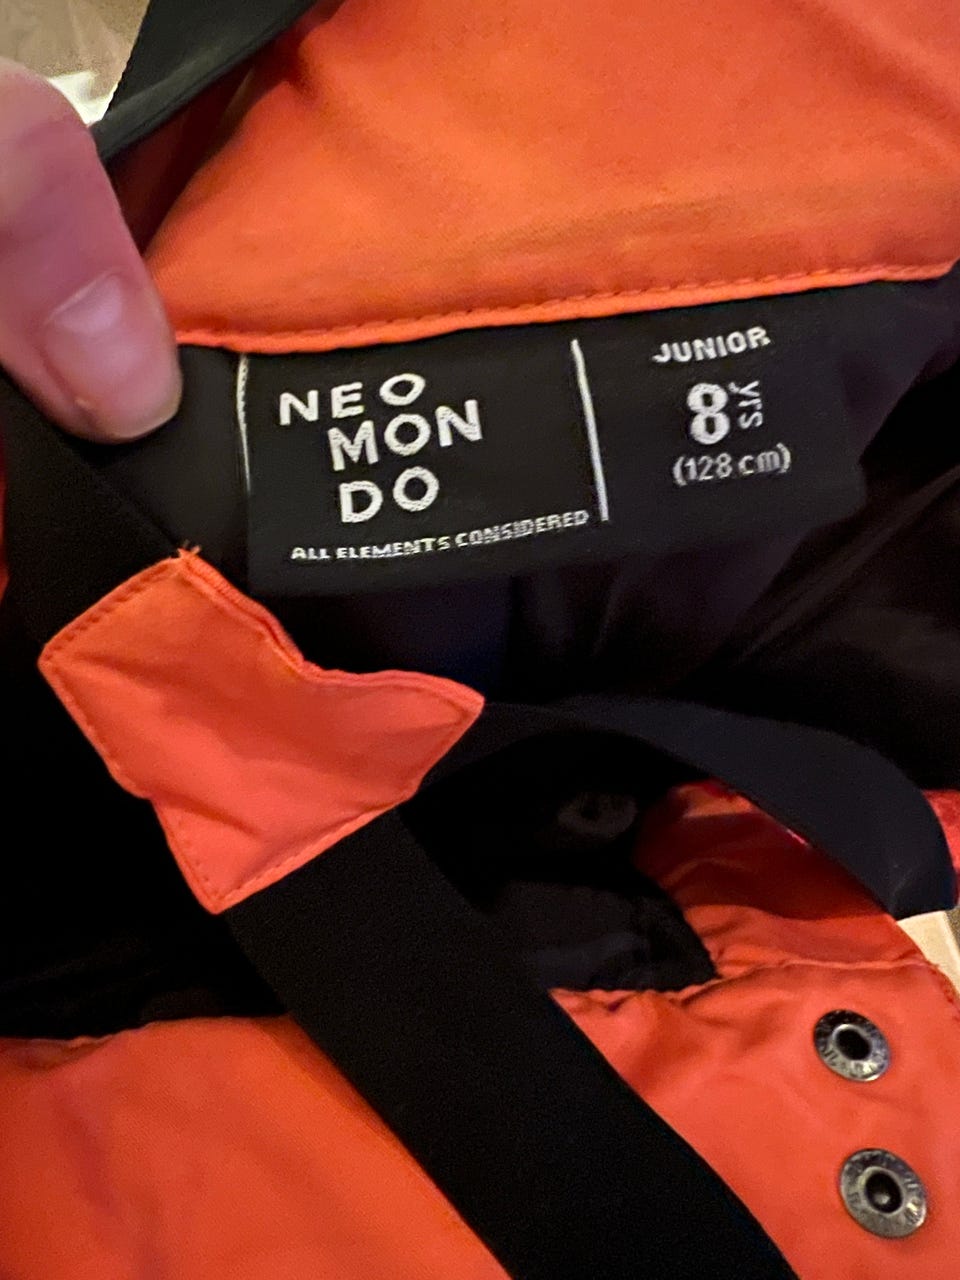 NEO
MON
DO
ALL ELEMENTS CONSIDERED
JUNIOR
8 yrs
(128 cm)